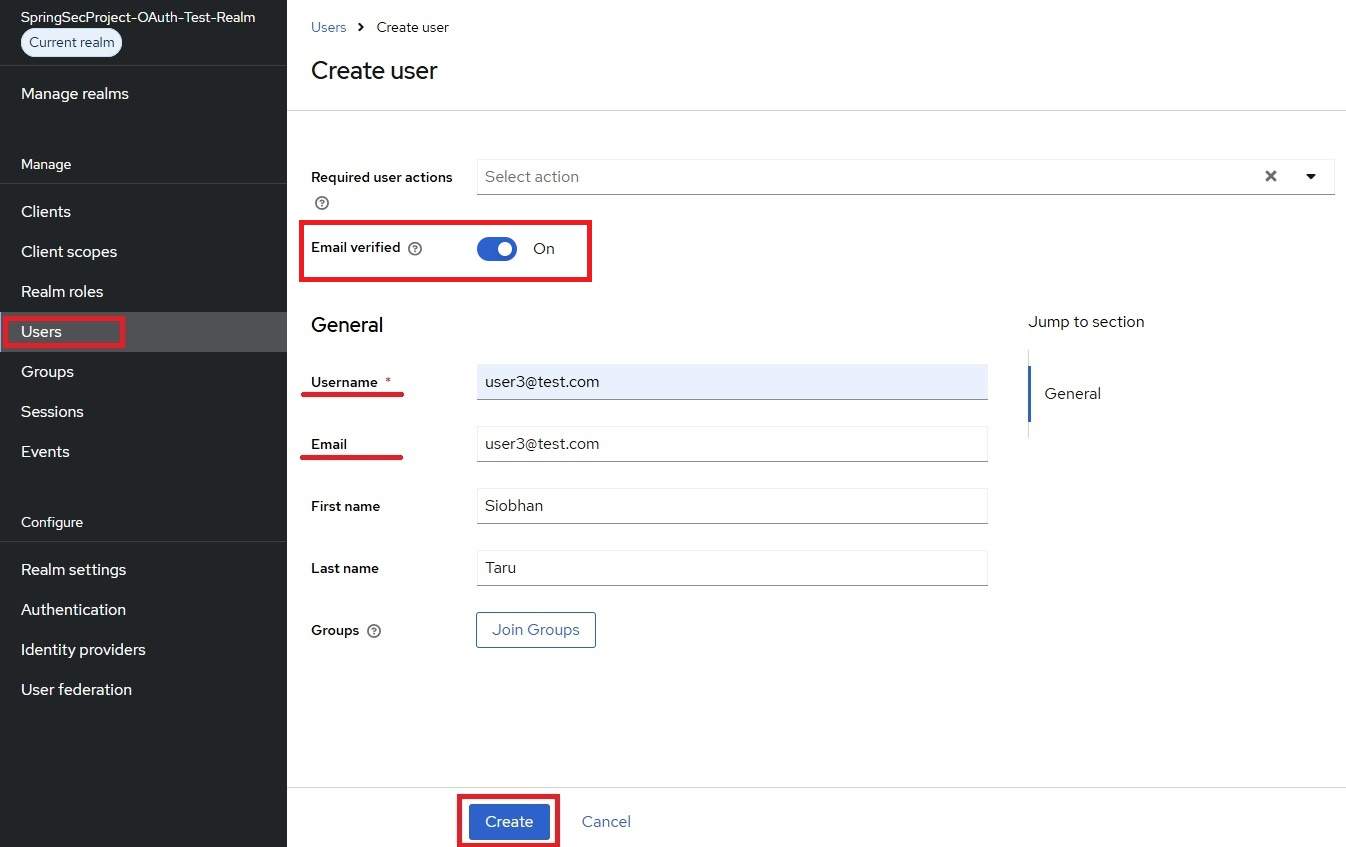 SpringSecProject-OAuth-Test-Realm
Current realm
Manage realms
Manage
Clients
Client scopes
Realm roles
Users
Groups
Sessions
Events
Configure
Realm settings
Authentication
Identity providers
User federation
Users > Create user
Create user
Required user actions Select action
Email verified On
General
Username * user3@test.com
Email user3@test.com
First name Siobhan
Last name Taru
Groups Join Groups
Jump to section
General
Create Cancel